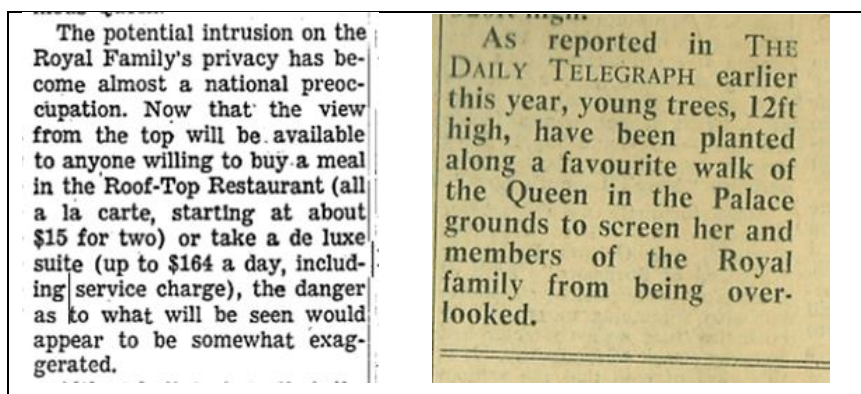 The potential intrusion on the
Royal Family's privacy has be-
come almost a national preoc-
cupation. Now that the view
from the top will be available
to anyone willing to buy a meal
in the Roof-Top Restaurant (all
a la carte, starting at about
$15 for two) or take a de luxe
suite (up to $164 a day, includ-
ing service charge), the danger
as to what will be seen would
appear to be somewhat exag-
gerated.
As reported in THE
DAILY TELEGRAPH earlier
this year, young trees, 12ft
high, have been planted
along a favourite walk of
the Queen in the Palace
grounds to screen her and
members of the Royal
family from being over-
looked.